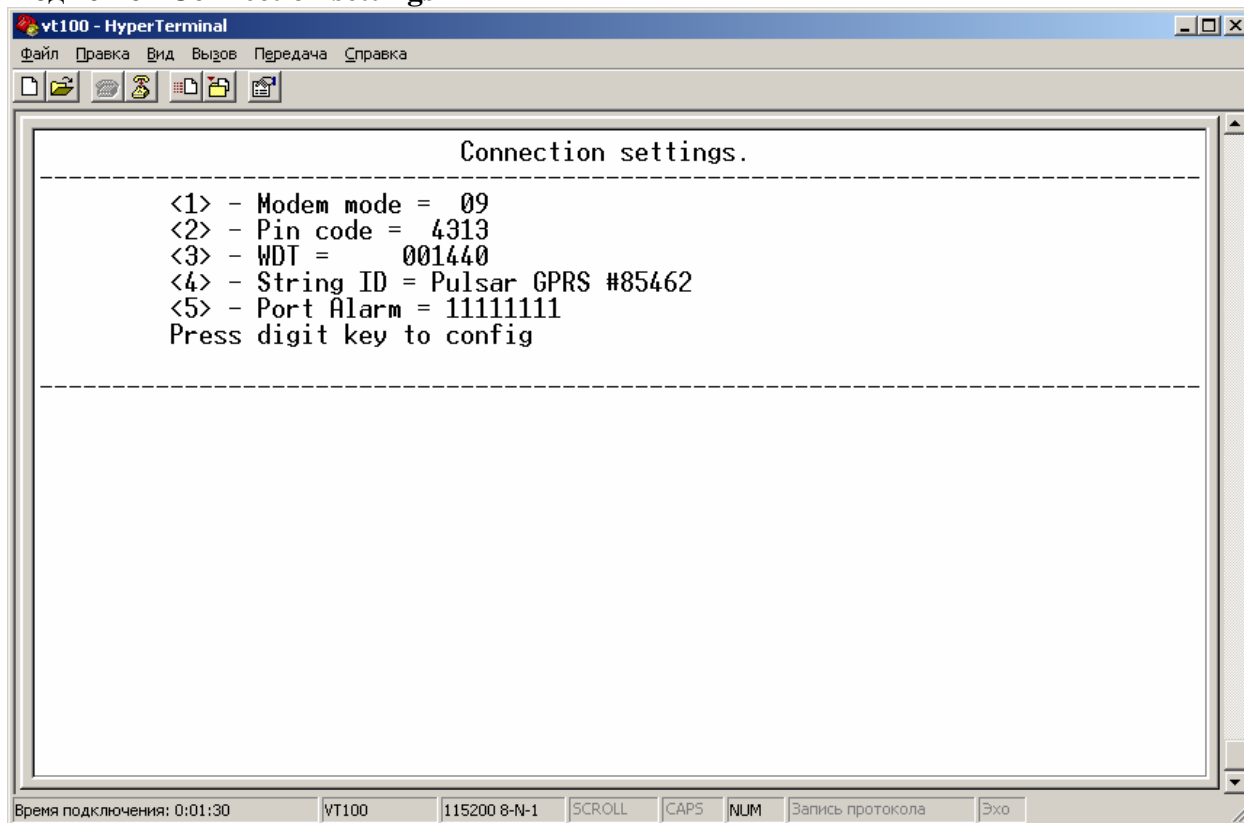 vt100 - HyperTerminal
Файл Правка Вид Вызов Передача Справка
Connection settings.
<1> - Modem mode = 09
<2> - Pin code = 4313
<3> - WDT = 001440
<4> - String ID = Pulsar GPRS #85462
<5> - Port Alarm = 11111111
Press digit key to config
Время подключения: 0:01:30 VT100 115200 8-N-1 SCROLL CAPS NUM Запись протокола Эхо